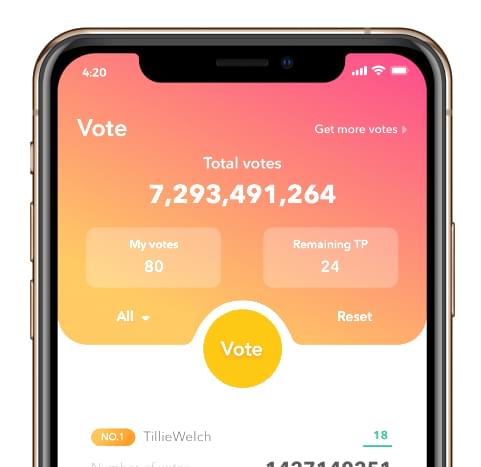 4:20
Vote
Get more votes
Total votes
7,293,491,264
My votes
80
Remaining TP
24
All
Reset
Vote
NO.1
TillieWelch
18
Number of votes